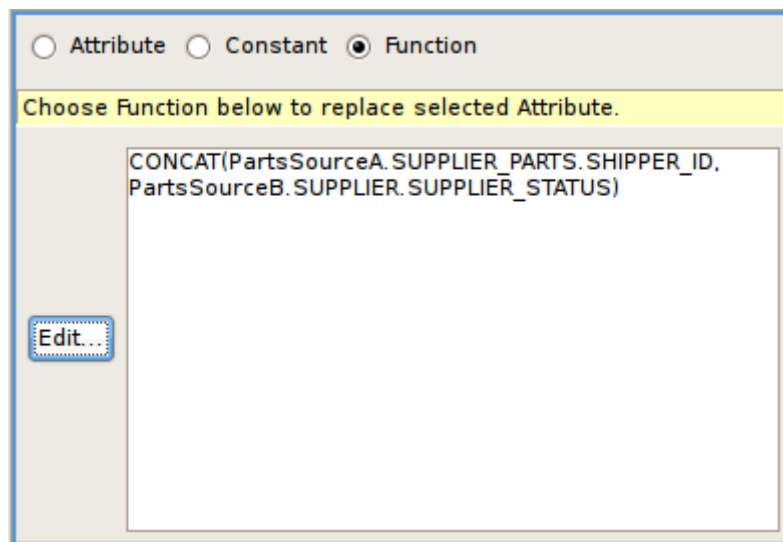 Attribute Constant Function
Choose Function below to replace selected Attribute.
CONCAT(PartsSourceA.SUPPLIER_PARTS.SHIPPER_ID,
PartsSourceB.SUPPLIER.SUPPLIER_STATUS)
Edit...